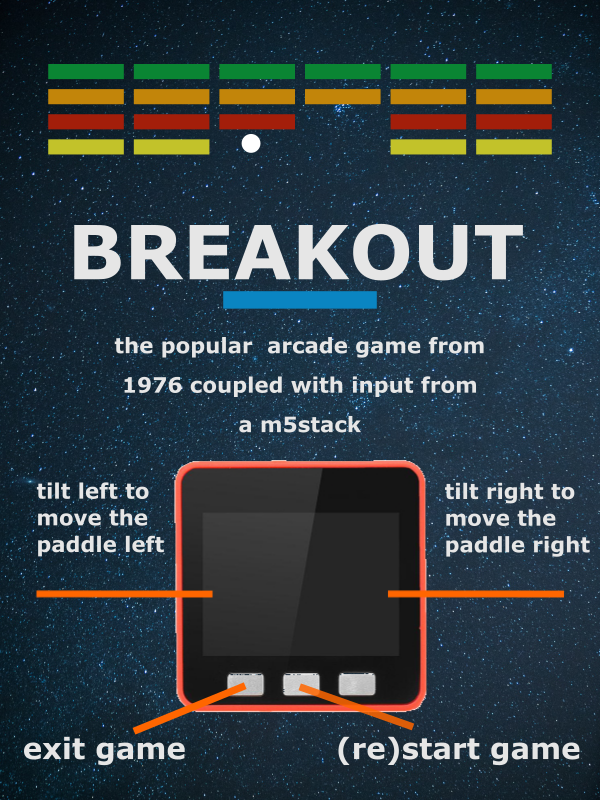 BREAKOUT
the popular  arcade game from
1976 coupled with input from
a m5stack
tilt left to
move the
paddle left
tilt right to
move the
paddle right
exit game
(re)start game